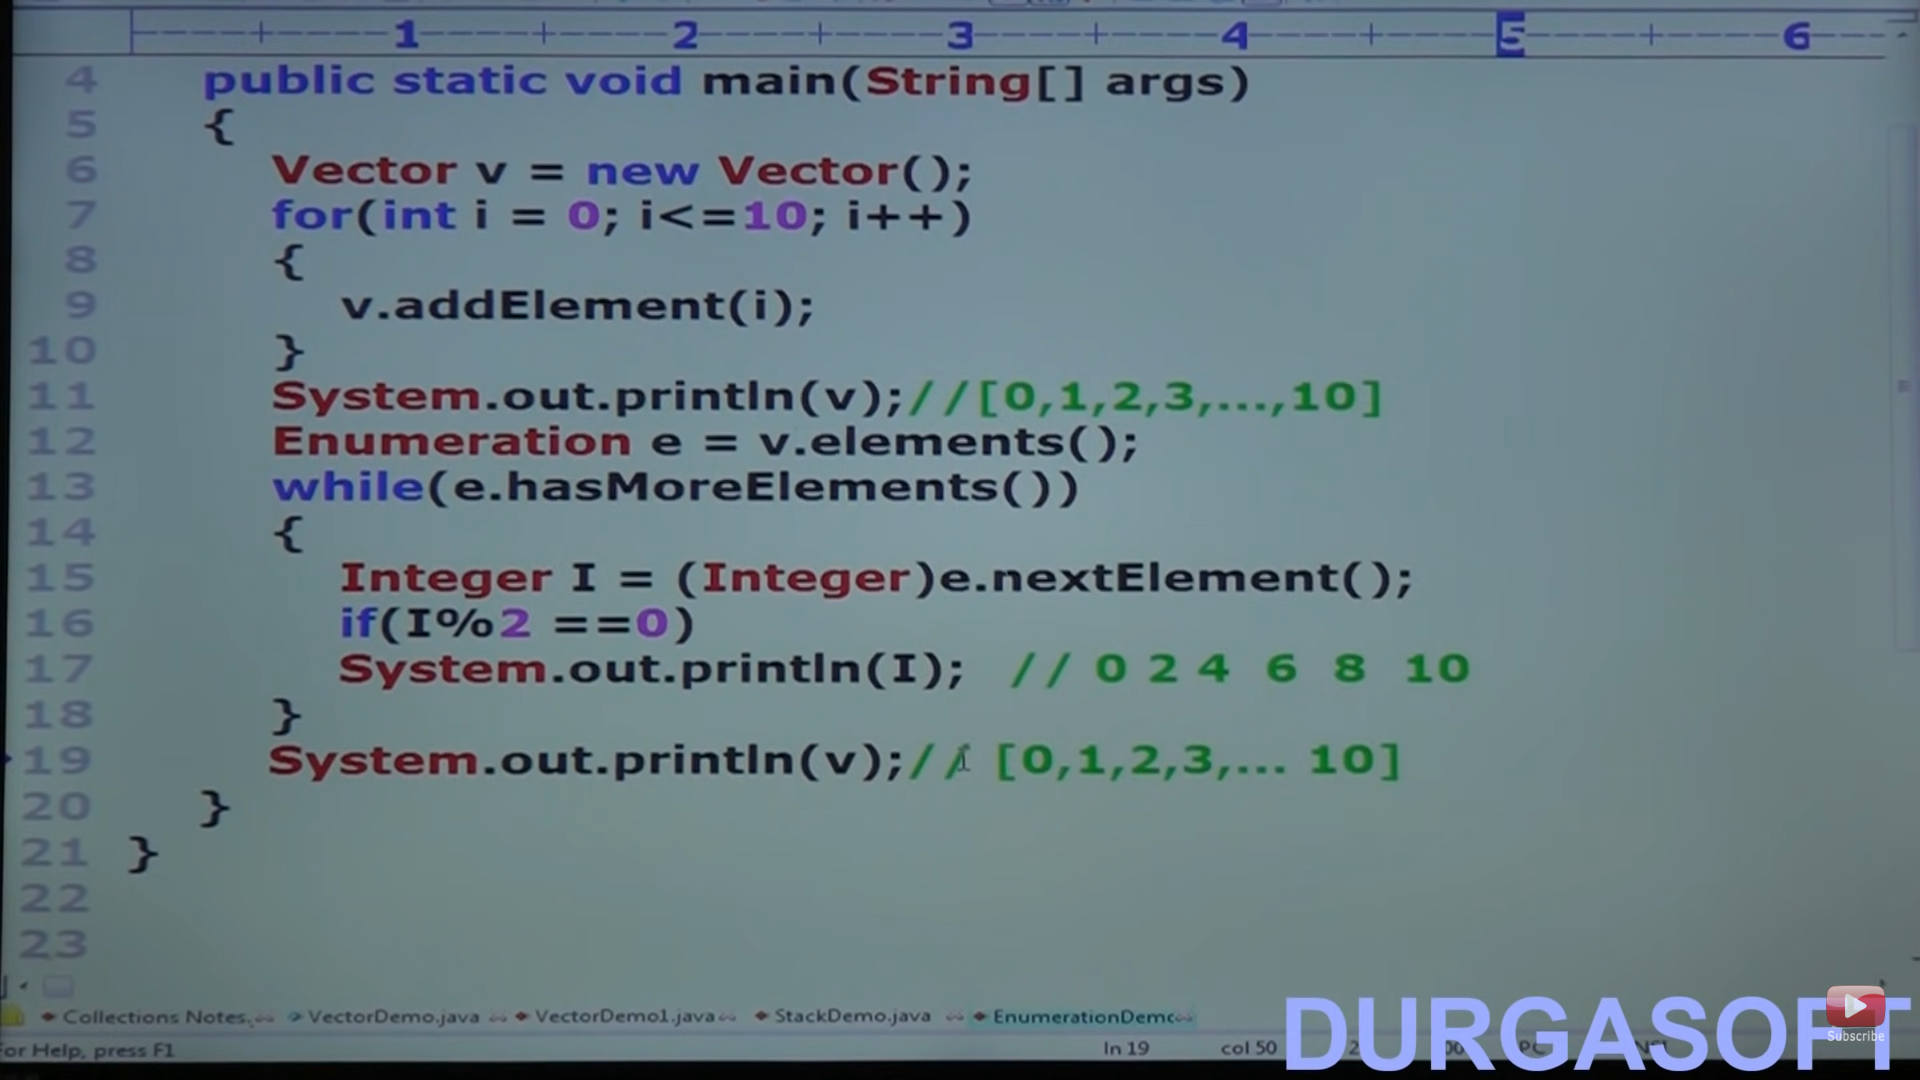 1 2 3 4 5 6
4 public static void main(String[] args)
5 {
6 Vector v = new Vector();
7 for(int i = 0; i<=10; i++)
8 {
9 v.addElement(i);
10 }
11 System.out.println(v);//[0,1,2,3,...,10]
12 Enumeration e = v.elements();
13 while(e.hasMoreElements())
14 {
15 Integer I = (Integer)e.nextElement();
16 if(I%2 ==0)
17 System.out.println(I); // 0 2 4 6 8 10
18 }
19 System.out.println(v);// [0,1,2,3,... 10]
20 }
21 }
22
23
Collections Notes. VectorDemo.java VectorDemo1.java StackDemo.java EnumerationDemo
For Help, press F1 ln 19 col 50
DURGASOFT
Subscribe